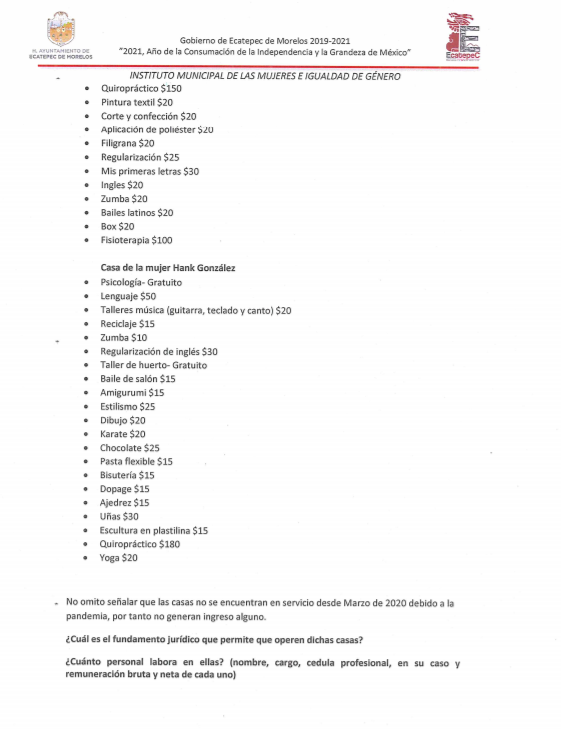 H. AYUNTAMIENTO DE
ECATEPEC DE MORELOS
Gobierno de Ecatepec de Morelos 2019-2021
“2021, Año de la Consumación de la Independencia y la Grandeza de México”
EcatepeC
INSTITUTO MUNICIPAL DE LAS MUJERES E IGUALDAD DE GÉNERO
• Quiropráctico $150
• Pintura textil $20
• Corte y confección $20
• Aplicación de poliéster $20
• Filigrana $20
• Regularización $25
• Mis primeras letras $30
• Ingles $20
• Zumba $20
• Bailes latinos $20
• Box $20
• Fisioterapia $100
Casa de la mujer Hank González
• Psicología- Gratuito
• Lenguaje $50
• Talleres música (guitarra, teclado y canto) $20
• Reciclaje $15
• Zumba $10
• Regularización de inglés $30
• Taller de huerto- Gratuito
• Baile de salón $15
• Amigurumi $15
• Estilismo $25
• Dibujo $20
• Karate $20
• Chocolate $25
• Pasta flexible $15
• Bisutería $15
• Dopage $15
• Ajedrez $15
• Uñas $30
• Escultura en plastilina $15
• Quiropráctico $180
• Yoga $20
No omito señalar que las casas no se encuentran en servicio desde Marzo de 2020 debido a la
pandemia, por tanto no generan ingreso alguno.
¿Cuál es el fundamento jurídico que permite que operen dichas casas?
¿Cuánto personal labora en ellas? (nombre, cargo, cedula profesional, en su caso y
remuneración bruta y neta de cada uno)